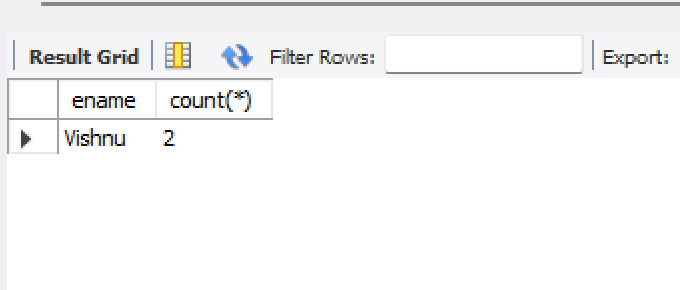 Result Grid Filter Rows: Export:
ename count(*)
Vishnu 2